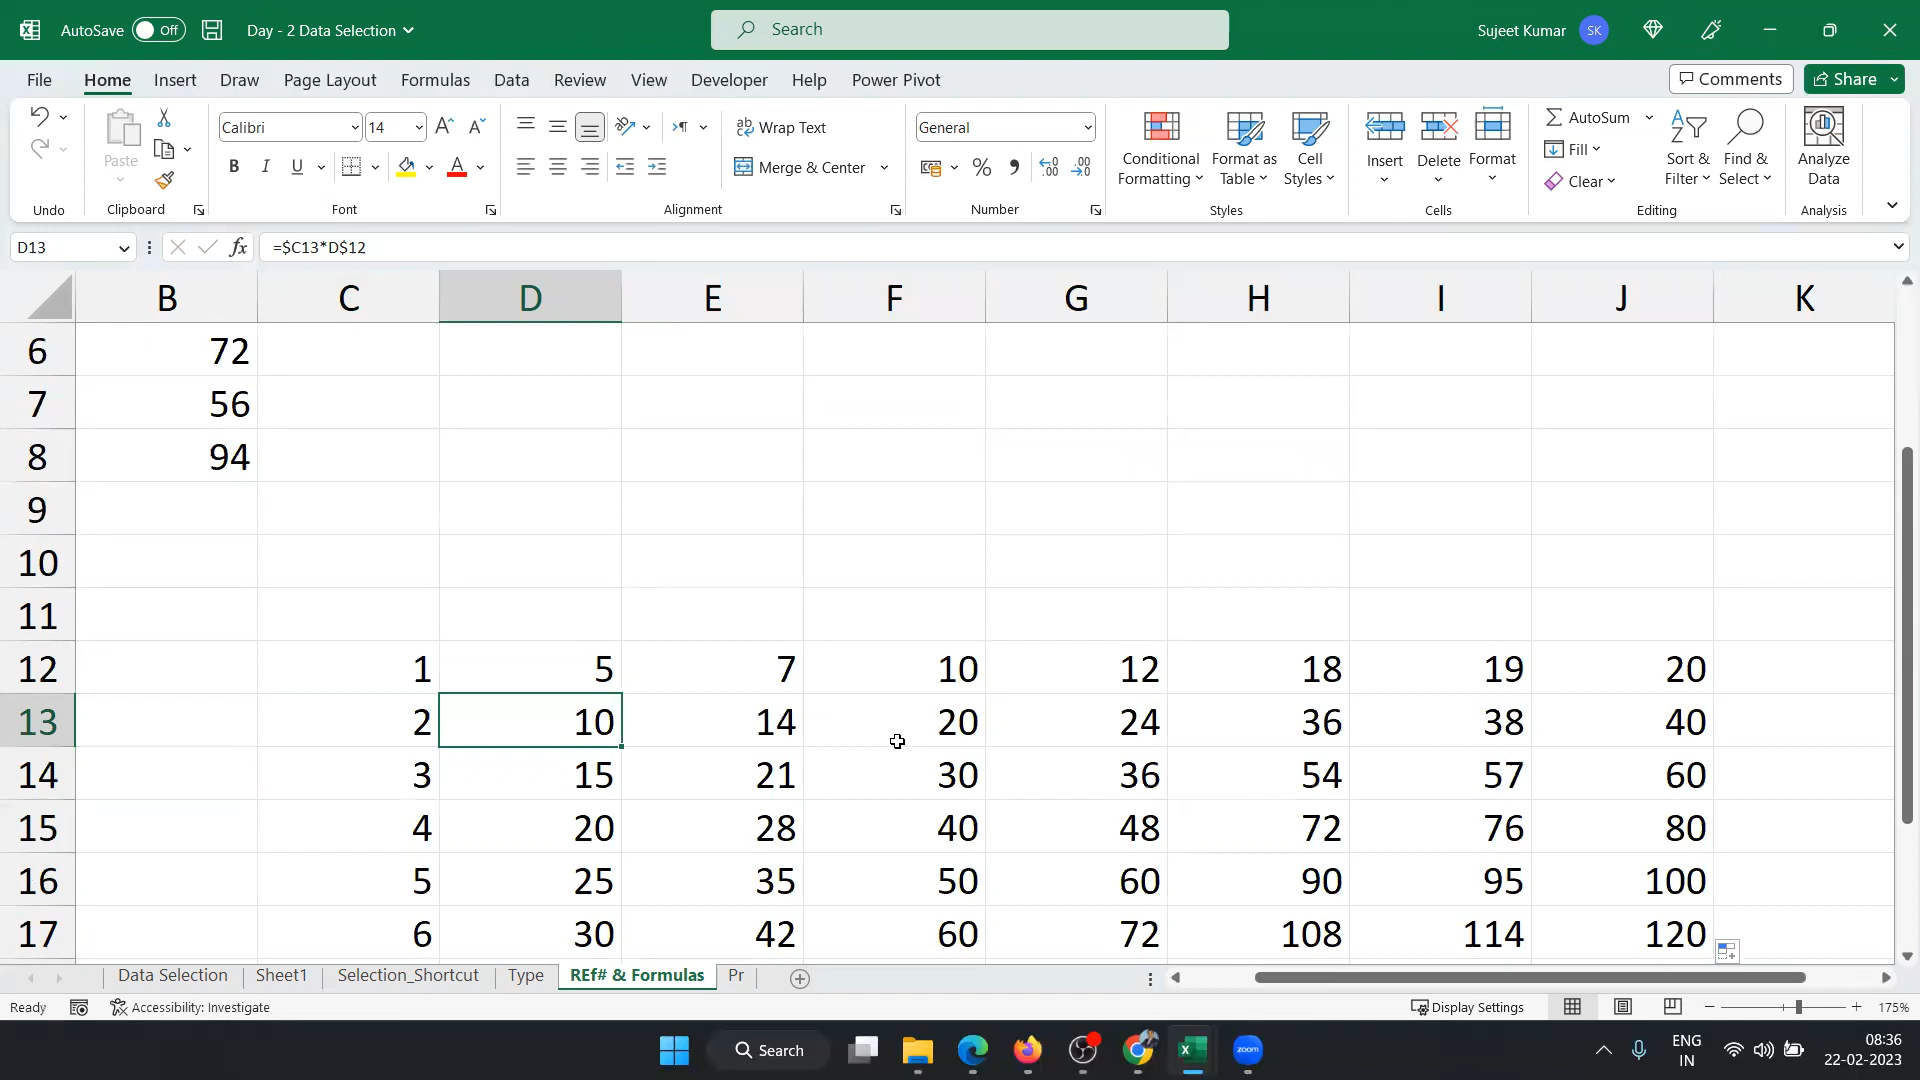 AutoSave Off Day - 2 Data Selection Search Sujeet Kumar SK
File Home Insert Draw Page Layout Formulas Data Review View Developer Help Power Pivot Comments Share
Paste Calibri 14 Wrap Text General Conditional Formatting Format as Table Cell Styles Insert Delete Format AutoSum Sort & Filter Find & Select Analyze Data
B I U A Merge & Center % , Fill
Clear
Undo Clipboard Font Alignment Number Styles Cells Editing Analysis
D13 fx =$C13*D$12
B C D E F G H I J K
6 72
7 56
8 94
9
10
11
12 1 5 7 10 12 18 19 20
13 2 10 14 20 24 36 38 40
14 3 15 21 30 36 54 57 60
15 4 20 28 40 48 72 76 80
16 5 25 35 50 60 90 95 100
17 6 30 42 60 72 108 114 120
Data Selection Sheet1 Selection_Shortcut Type REf# & Formulas Pr
Ready Accessibility: Investigate Display Settings 175%
Search zoom ENG IN 08:36 22-02-2023